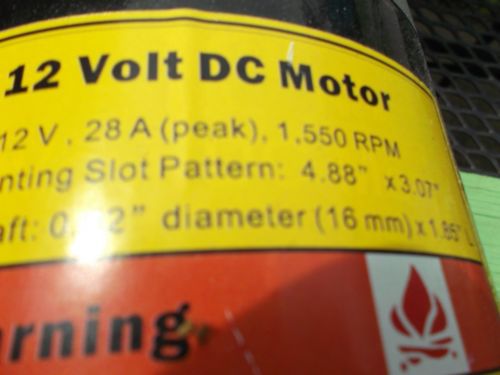 12 Volt DC Motor
12 V, 28 A (peak), 1,550 RPM
nting Slot Pattern: 4.88" x 3.07"
aft: diameter (16 mm) x 1.85"
arning